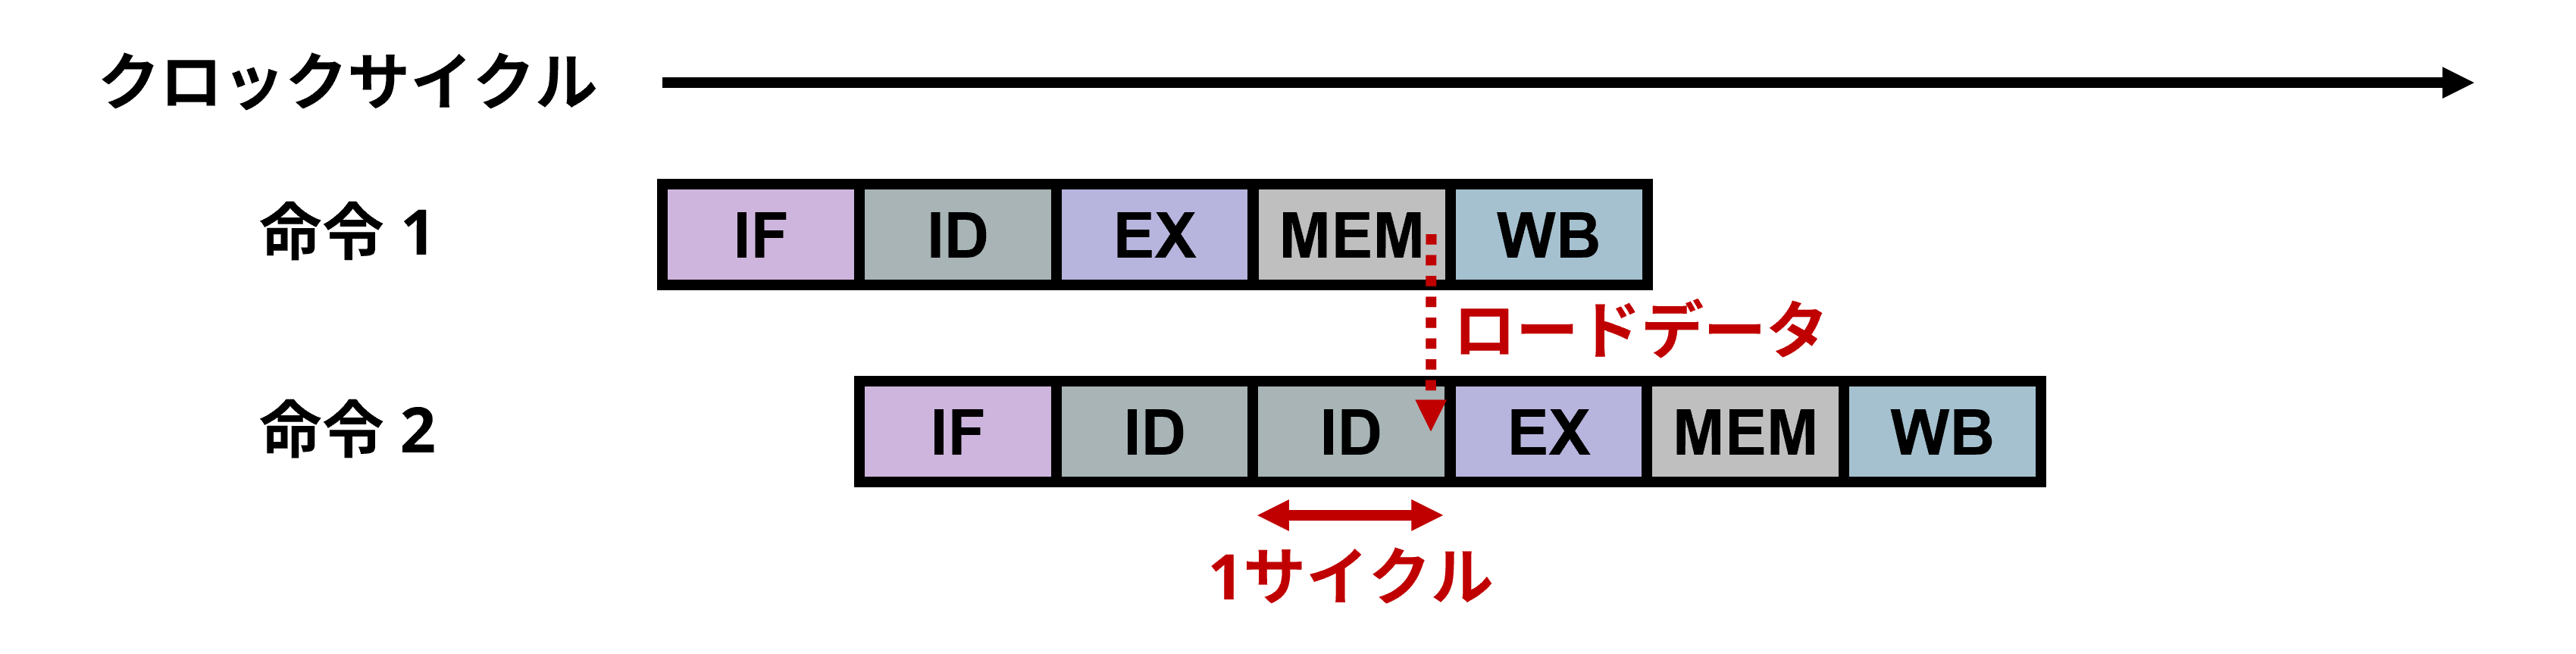 クロックサイクル
命令 1
IF ID EX MEM WB
ロードデータ
命令 2
IF ID ID EX MEM WB
1サイクル